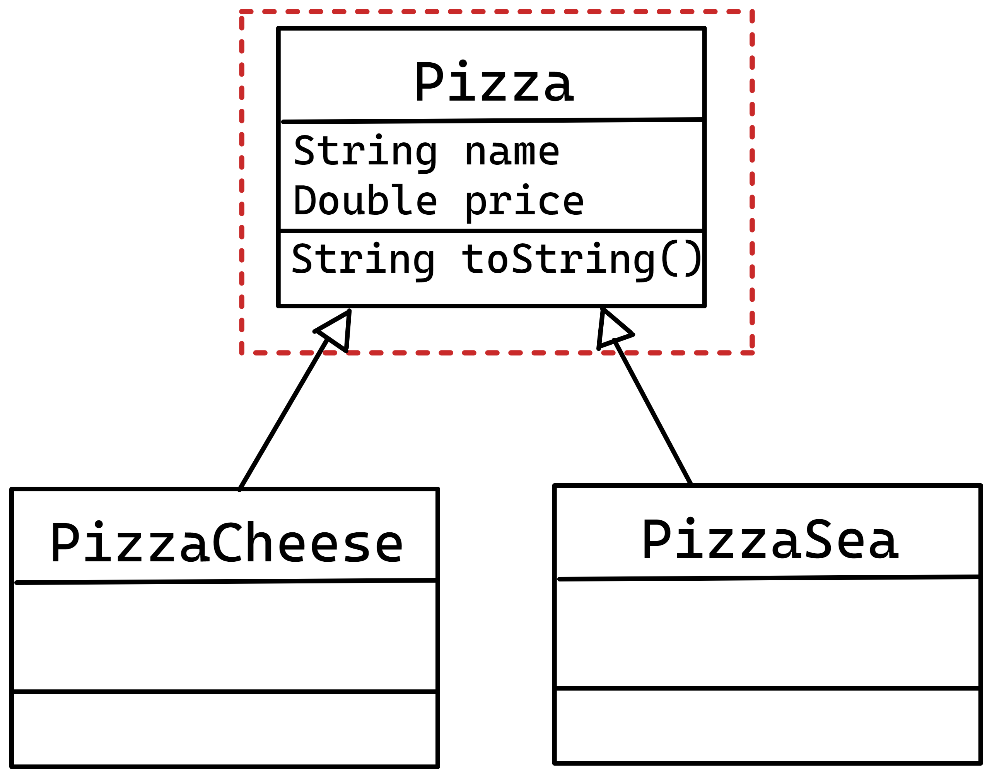 Pizza
String name
Double price
String toString()
PizzaCheese
PizzaSea